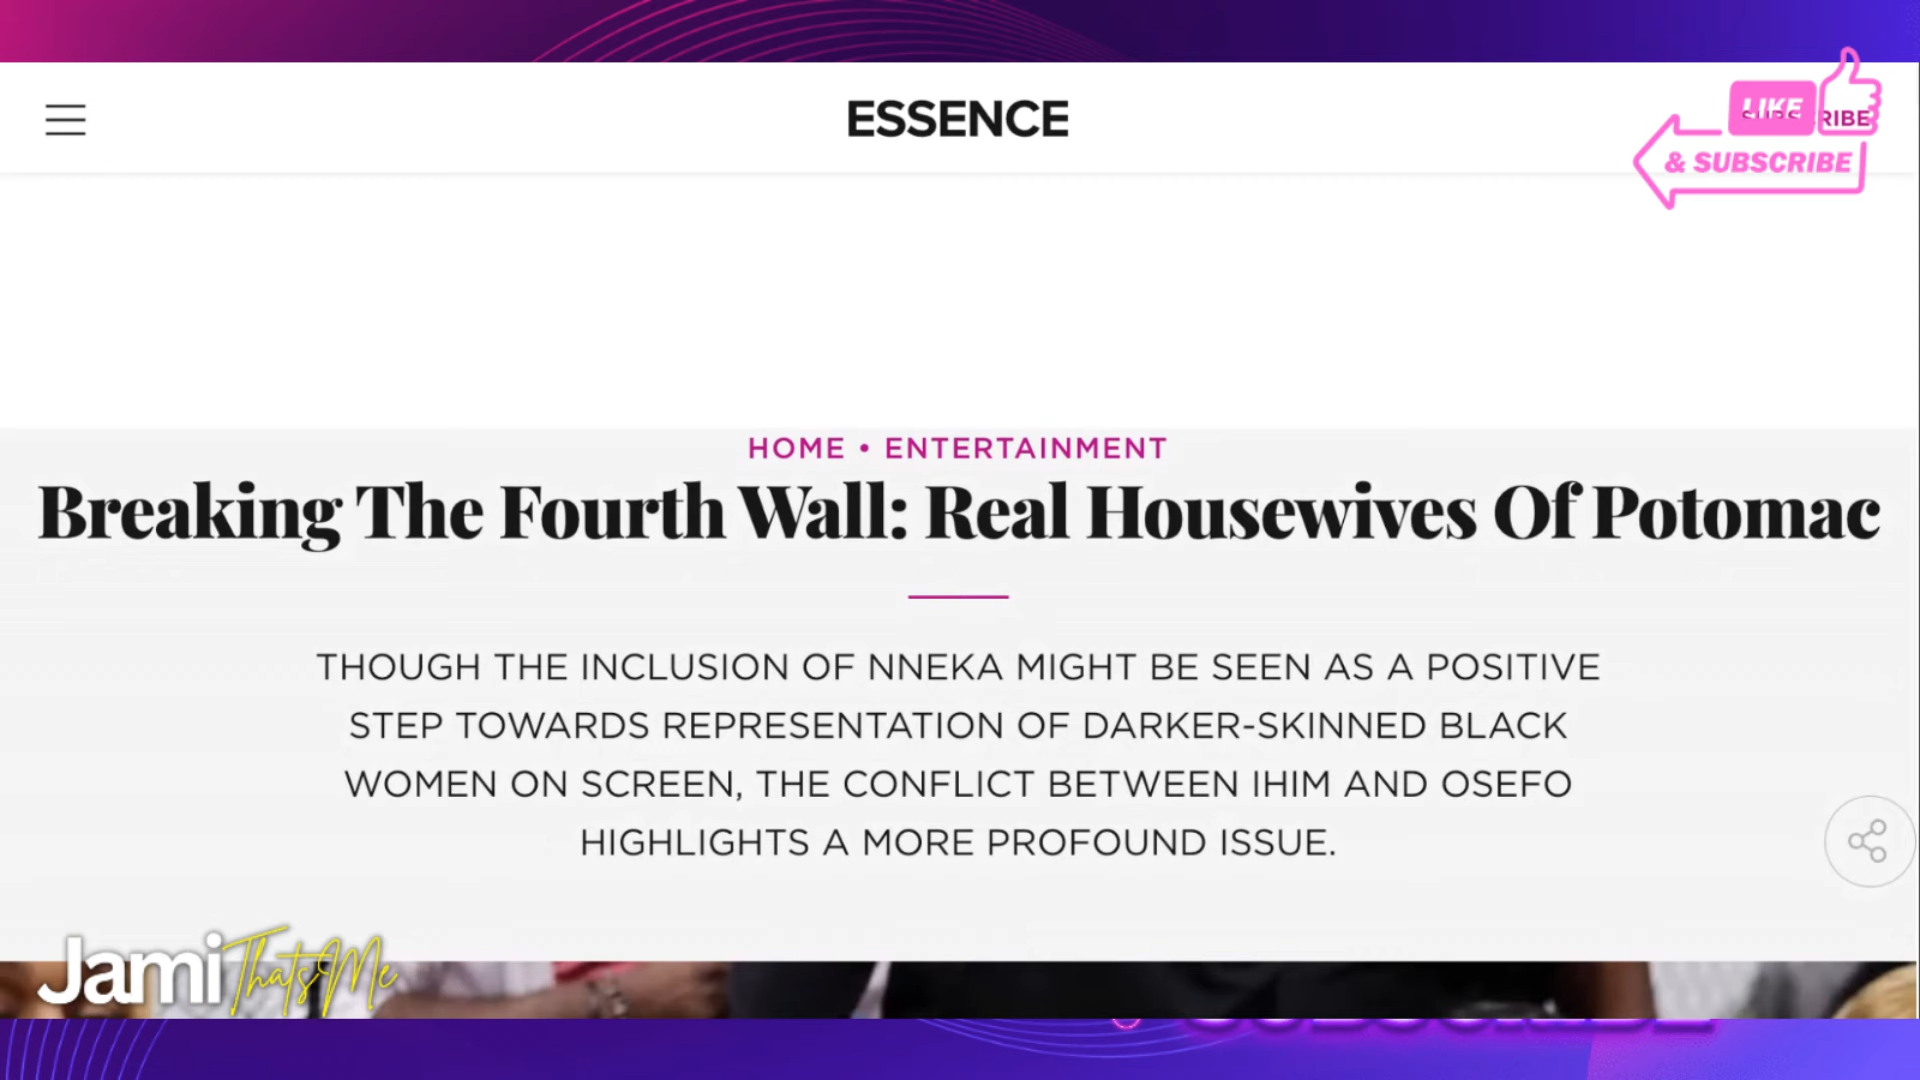 ESSENCE
LIKE
RIBE
& SUBSCRIBE
HOME • ENTERTAINMENT
Breaking The Fourth Wall: Real Housewives Of Potomac
THOUGH THE INCLUSION OF NNEKA MIGHT BE SEEN AS A POSITIVE
STEP TOWARDS REPRESENTATION OF DARKER-SKINNED BLACK
WOMEN ON SCREEN, THE CONFLICT BETWEEN IHIM AND OSEFO
HIGHLIGHTS A MORE PROFOUND ISSUE.
Jami ThatsMe